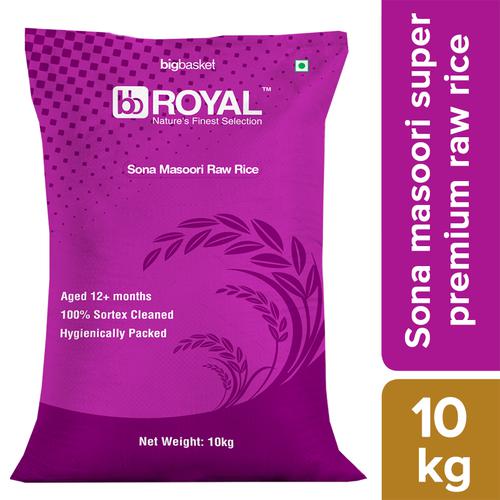 bigbasket
bb ROYAL™
Nature's Finest Selection
Sona Masoori Raw Rice
Aged 12+ months
100% Sortex Cleaned
Hygienically Packed
Net Weight: 10kg
Sona masoori super
premium raw rice
10
kg